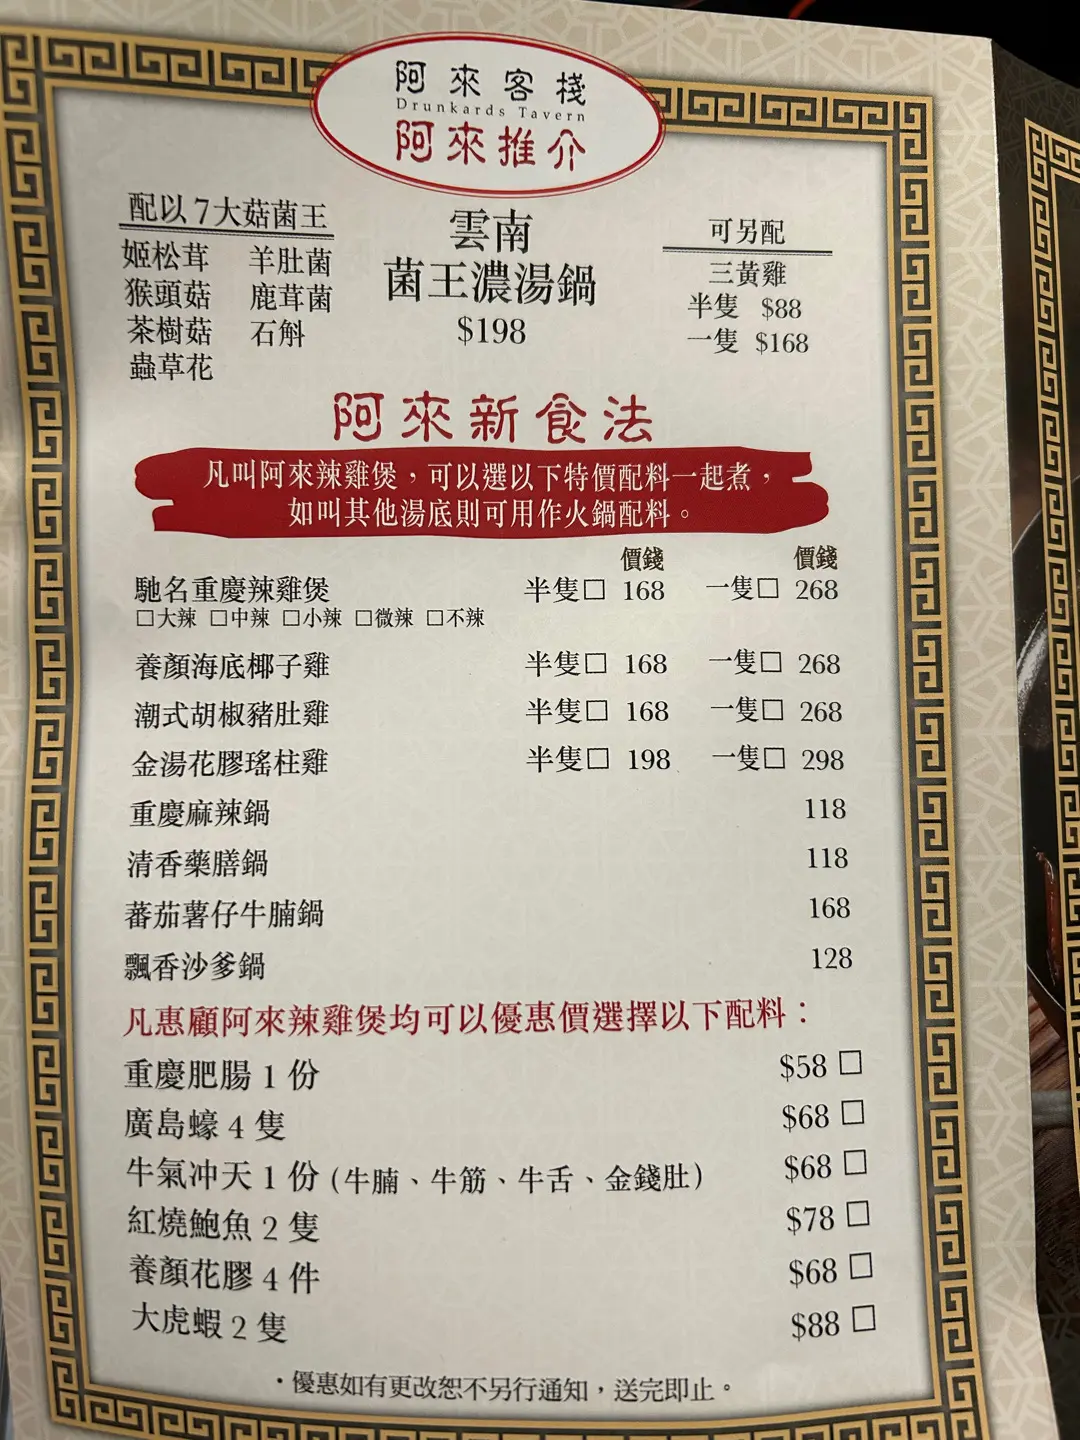 阿來客棧
Drunkards Tavern
阿來推介
配以7大菇菌王
姬松茸 羊肚菌
猴頭菇 鹿茸菌
茶樹菇 石斛
蟲草花
雲南
菌王濃湯鍋
$198
可另配
三黃雞
半隻 $88
一隻 $168
阿來新食法
凡叫阿來辣雞煲，可以選以下特價配料一起煮，
如叫其他湯底則可用作火鍋配料。
價錢 價錢
馳名重慶辣雞煲 半隻□ 168 一隻□ 268
□大辣 □中辣 □小辣 □微辣 □不辣
養顏海底椰子雞 半隻□ 168 一隻□ 268
潮式胡椒豬肚雞 半隻□ 168 一隻□ 268
金湯花膠瑤柱雞 半隻□ 198 一隻□ 298
重慶麻辣鍋 118
清香藥膳鍋 118
蕃茄薯仔牛腩鍋 168
飄香沙爹鍋 128
凡惠顧阿來辣雞煲均可以優惠價選擇以下配料：
重慶肥腸 1 份 $58 □
廣島蠔 4 隻 $68 □
牛氣冲天 1 份 (牛腩、牛筋、牛舌、金錢肚) $68 □
紅燒鮑魚 2 隻 $78 □
養顏花膠 4 件 $68 □
大虎蝦 2 隻 $88 □
・優惠如有更改恕不另行通知，送完即止。